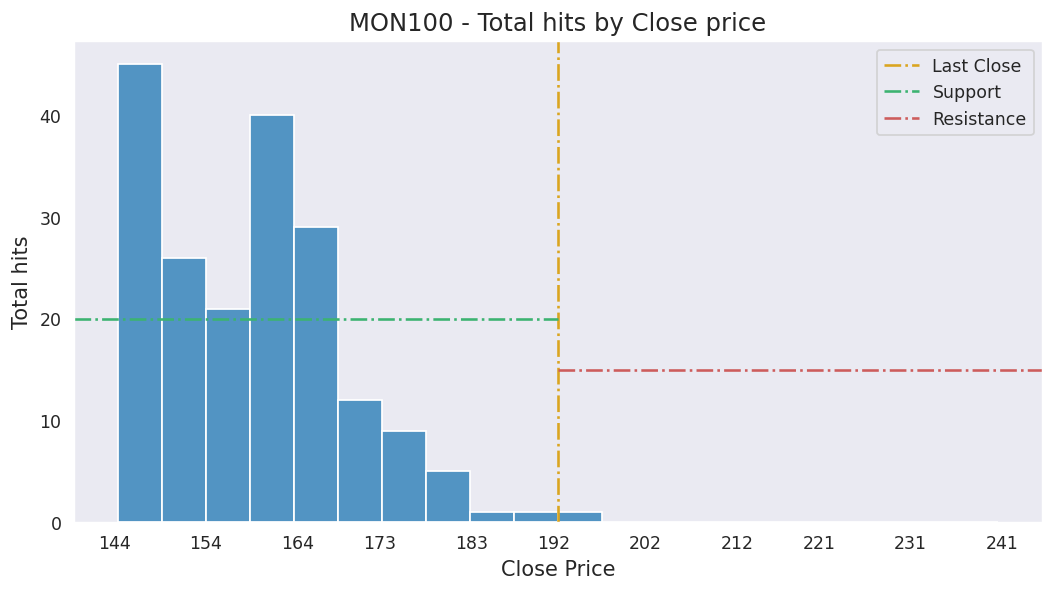 MON100 - Total hits by Close price
Last Close
Support
Resistance
Total hits
40
30
20
10
0
144 154 164 173 183 192 202 212 221 231 241
Close Price